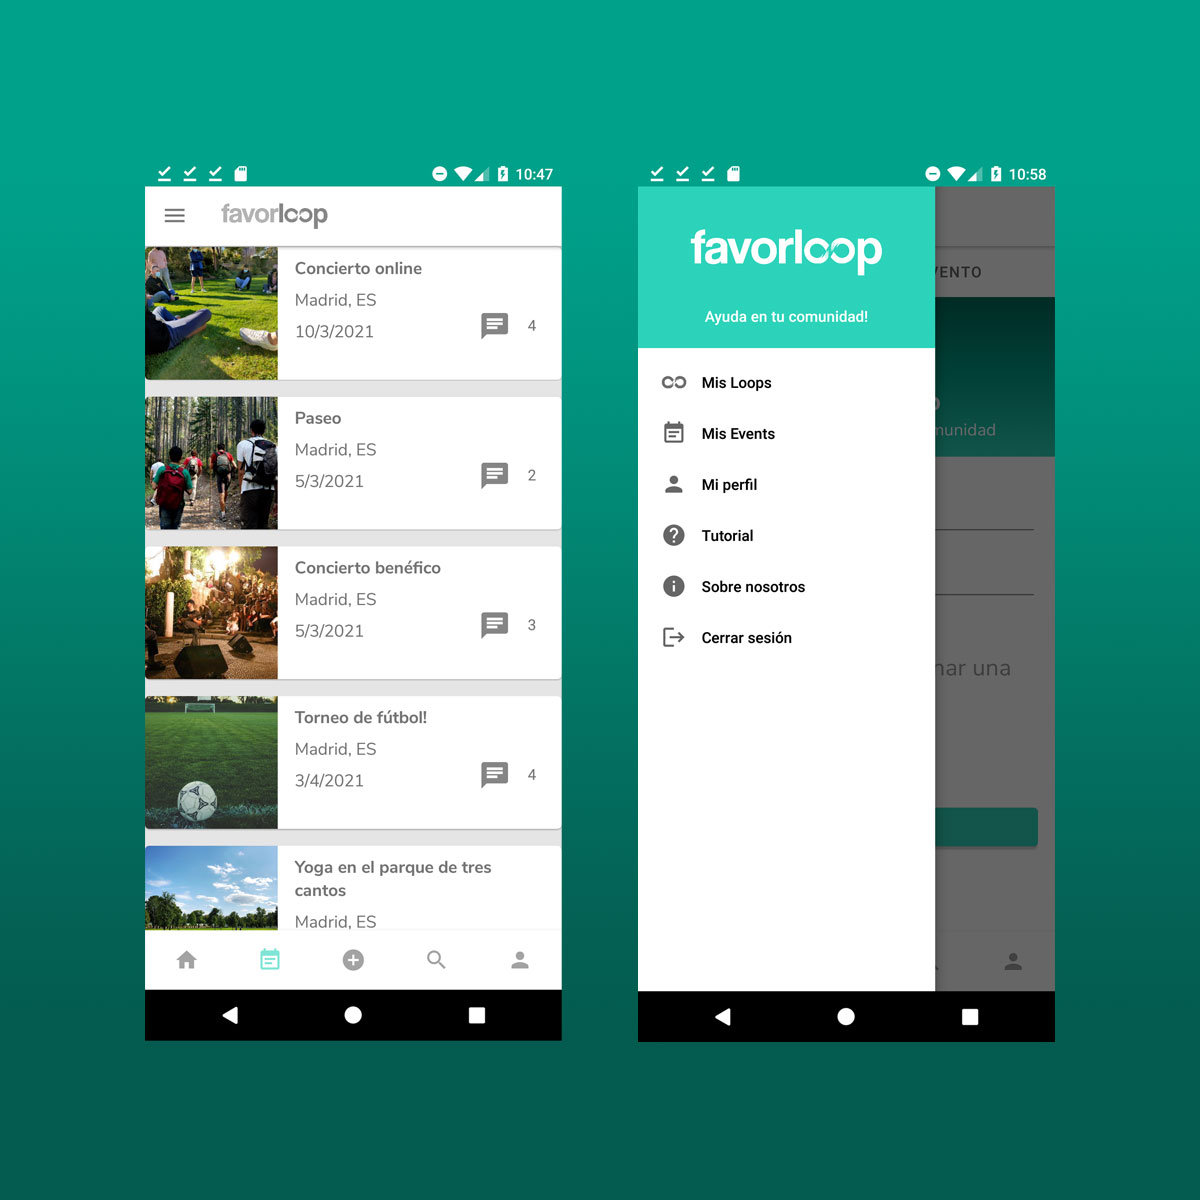 10:47
favorloop
Concierto online
Madrid, ES
10/3/2021
4
Paseo
Madrid, ES
5/3/2021
2
Concierto benéfico
Madrid, ES
5/3/2021
3
Torneo de fútbol!
Madrid, ES
3/4/2021
4
Yoga en el parque de tres
cantos
Madrid, ES
10:58
favorloop
Ayuda en tu comunidad!
Mis Loops
Mis Events
Mi perfil
Tutorial
Sobre nosotros
Cerrar sesión
VENTO
munidad
nar una